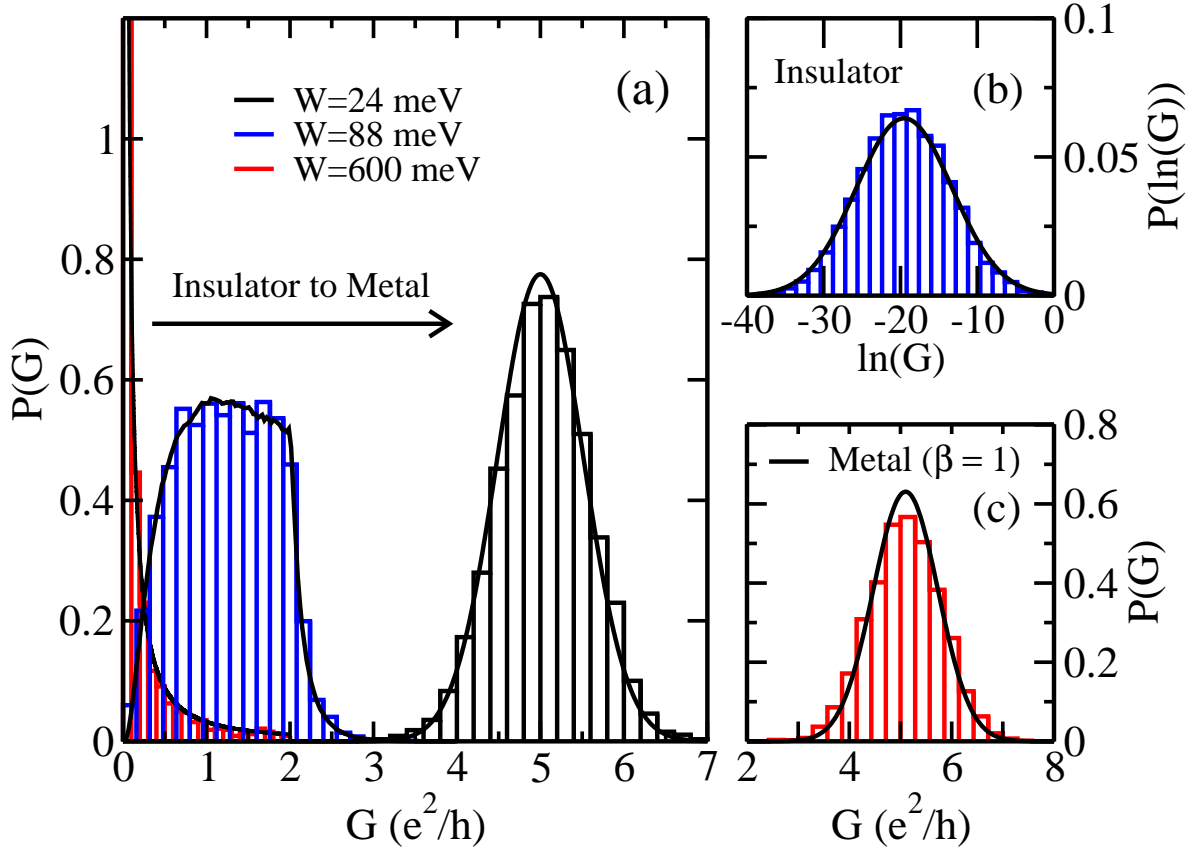 (a)
W=24 meV
W=88 meV
W=600 meV
Insulator to Metal
P(G)
1
0.8
0.6
0.4
0.2
0
0 1 2 3 4 5 6 7
G (e²/h)
Insulator
(b)
0.1
0.05
0
P(ln(G))
-40 -30 -20 -10 0
ln(G)
Metal (β = 1)
(c)
0.8
0.6
0.4
0.2
0
P(G)
2 4 6 8
G (e²/h)